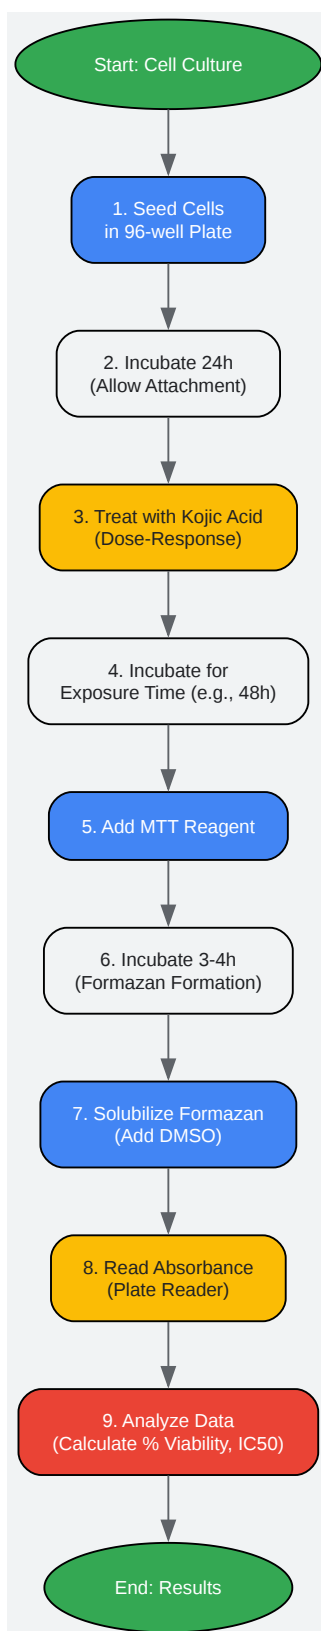 Start: Cell Culture
1. Seed Cells
in 96-well Plate
2. Incubate 24h
(Allow Attachment)
3. Treat with Kojic Acid
(Dose-Response)
4. Incubate for
Exposure Time (e.g., 48h)
5. Add MTT Reagent
6. Incubate 3-4h
(Formazan Formation)
7. Solubilize Formazan
(Add DMSO)
8. Read Absorbance
(Plate Reader)
9. Analyze Data
(Calculate % Viability, IC50)
End: Results